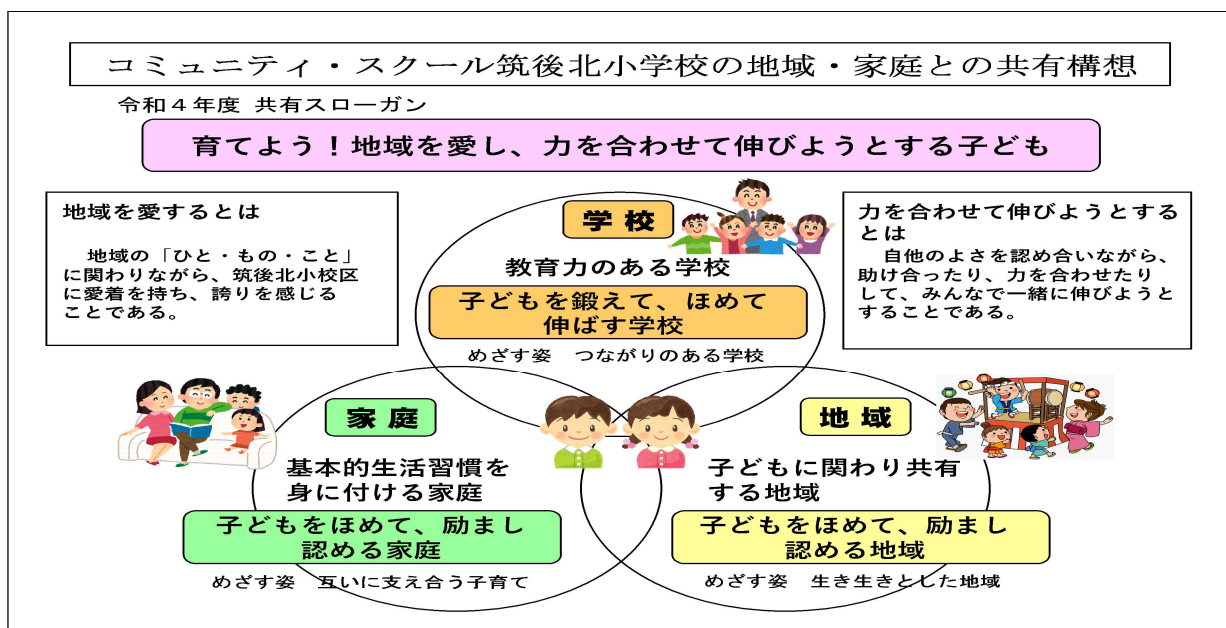 コミュニティ・スクール筑後北小学校の地域・家庭との共有構想
令和４年度 共有スローガン
育てよう！地域を愛し、力を合わせて伸びようとする子ども
地域を愛するとは
地域の「ひと・もの・こと」
に関わりながら、筑後北小校区
に愛着を持ち、誇りを感じる
ことである。
学校
教育力のある学校
子どもを鍛えて、ほめて
伸ばす学校
めざす姿　つながりのある学校
力を合わせて伸びようとする
とは
自他のよさを認め合いながら、
助け合ったり、力を合わせたり
して、みんなで一緒に伸びようと
することである。
家庭
基本的生活習慣を
身に付ける家庭
子どもをほめて、励まし
認める家庭
めざす姿　互いに支え合う子育て
地域
子どもに関わり共有
する地域
子どもをほめて、励まし
認める地域
めざす姿　生き生きとした地域